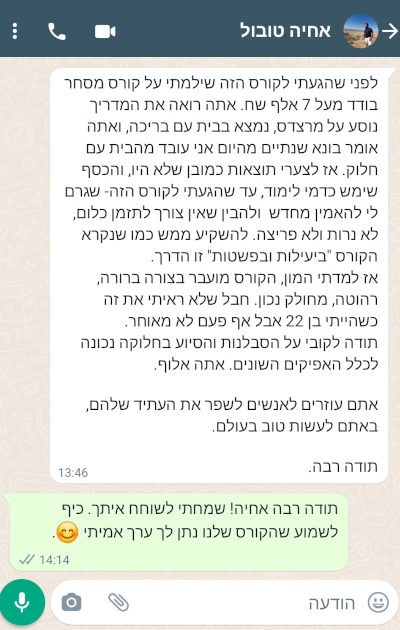 אחיה טובול
לפני שהגעתי לקורס הזה שילמתי על קורס מסחר
בודד מעל 7 אלף שח. אתה רואה את המדריך
נוסע על מרצדס, נמצא בבית עם בריכה, ואתה
אומר בונא שנתיים מהיום אני עובד מהבית עם
חלוק. אז לצערי תוצאות כמובן שלא היו, והכסף
שימש כדמי לימוד, עד שהגעתי לקורס הזה- שגרם
לי להאמין מחדש ולהבין שאין צורך לתזמן כלום,
לא נרות ולא פריצה. להשקיע ממש כמו שנקרא
הקורס "ביעילות ובפשטות" זו הדרך.
אז למדתי המון, הקורס מועבר בצורה ברורה,
רהוטה, מחולק נכון. חבל שלא ראיתי את זה
כשהייתי בן 22 אבל אף פעם לא מאוחר.
תודה לקובי על הסבלנות והסיוע בחלוקה נכונה
לכלל האפיקים השונים. אתה אלוף.
אתם עוזרים לאנשים לשפר את העתיד שלהם,
באתם לעשות טוב בעולם.
תודה רבה.
13:46
תודה רבה אחיה! שמחתי לשוחח איתך. כיף
לשמוע שהקורס שלנו נתן לך ערך אמיתי 😊.
14:14
הודעה